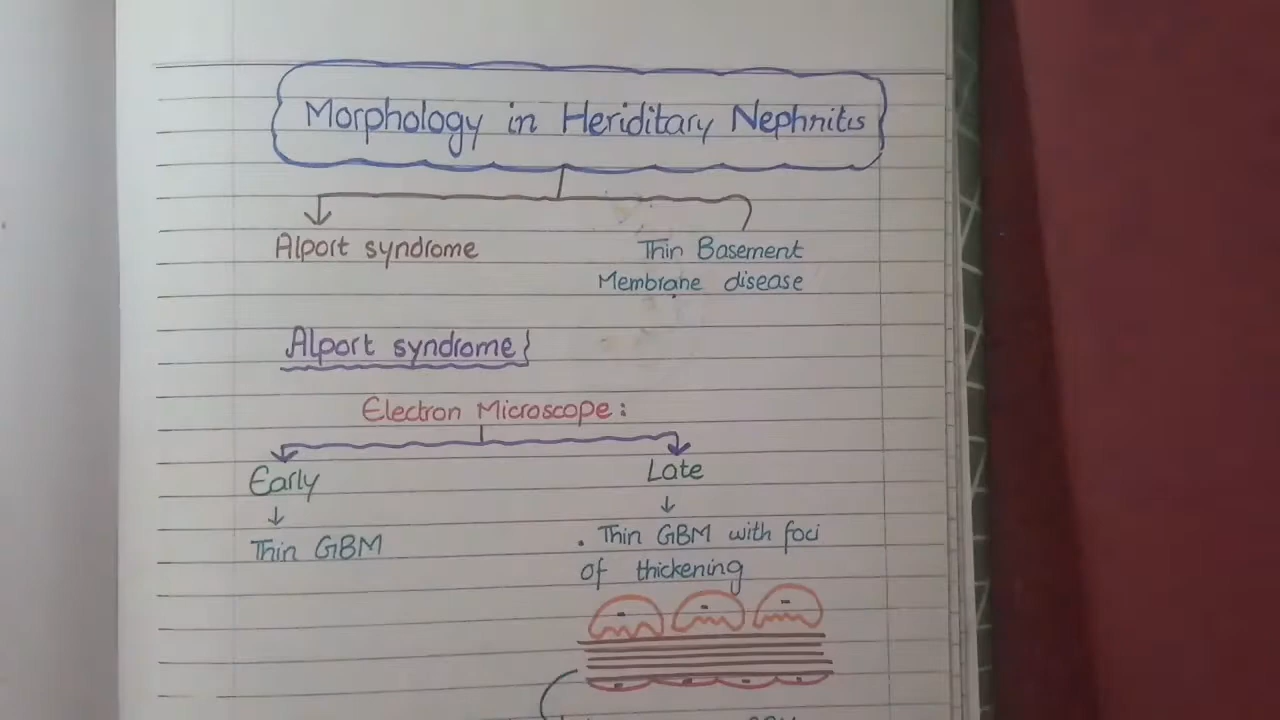 Morphology in Heriditary Nephnitis
Alport syndrome
Thin Basement
Membrane disease
Alport syndrome
Electron Microscope:
Early
Late
Thin GBM
. Thin GBM with foci
of thickening